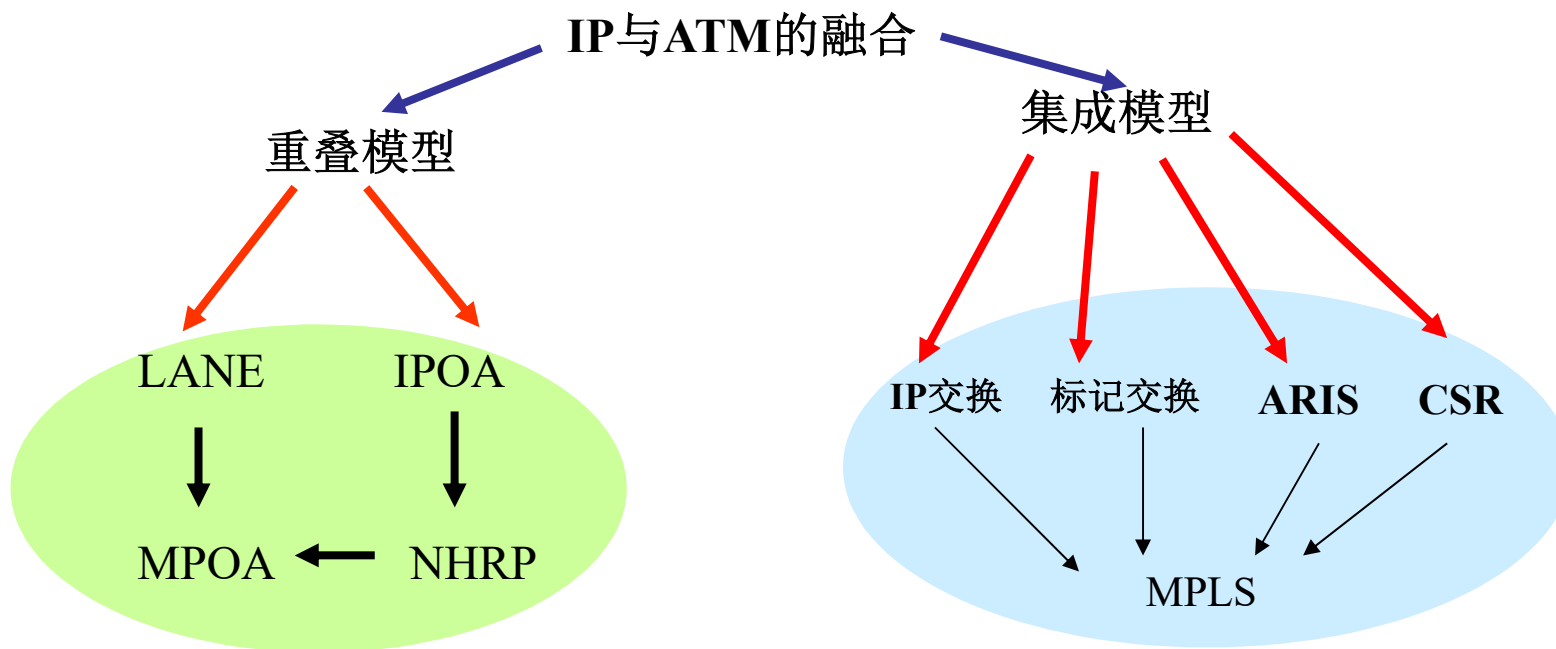 IP与ATM的融合
重叠模型
集成模型
LANE
IPOA
MPOA
NHRP
IP交换
标记交换
ARIS
CSR
MPLS